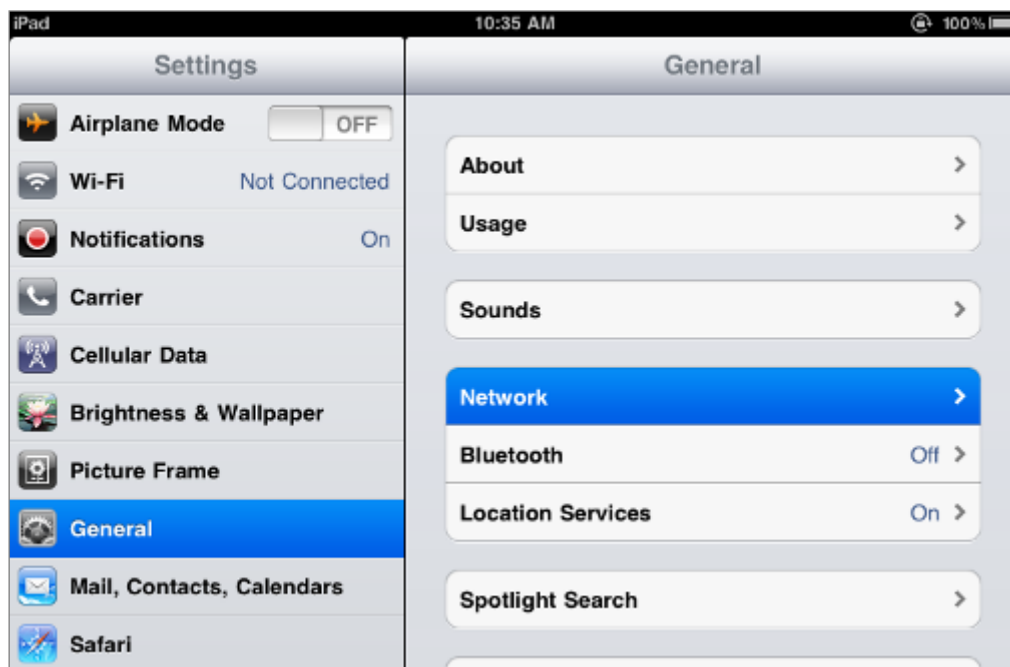 iPad 10:35 AM 100%
Settings
Airplane Mode OFF
Wi-Fi Not Connected
Notifications On
Carrier
Cellular Data
Brightness & Wallpaper
Picture Frame
General
Mail, Contacts, Calendars
Safari
General
About
Usage
Sounds
Network
Bluetooth Off
Location Services On
Spotlight Search